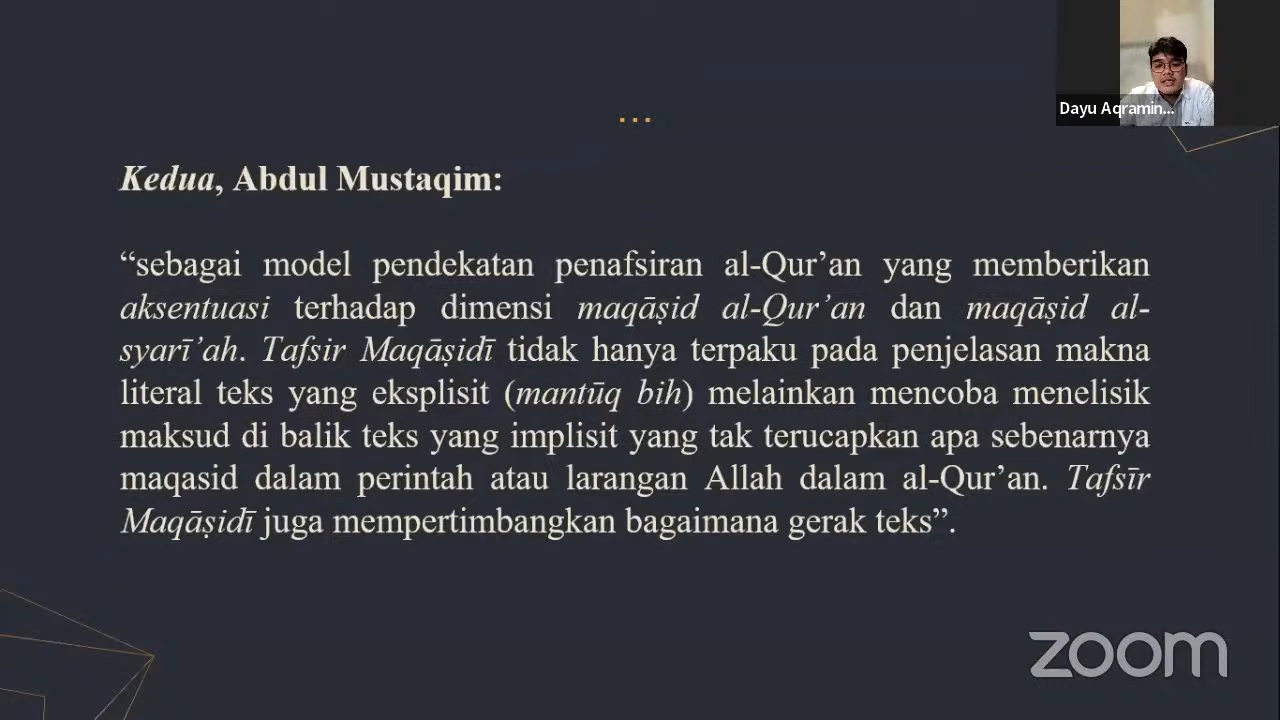 Dayu Aqramin...
...
Kedua, Abdul Mustaqim:
“sebagai model pendekatan penafsiran al-Qur’an yang memberikan
aksentuasi terhadap dimensi maqāṣid al-Qur’an dan maqāṣid al-
syarī’ah. Tafsir Maqāṣidī tidak hanya terpaku pada penjelasan makna
literal teks yang eksplisit (mantūq bih) melainkan mencoba menelisik
maksud di balik teks yang implisit yang tak terucapkan apa sebenarnya
maqasid dalam perintah atau larangan Allah dalam al-Qur’an. Tafsīr
Maqāṣidī juga mempertimbangkan bagaimana gerak teks”.
zoom